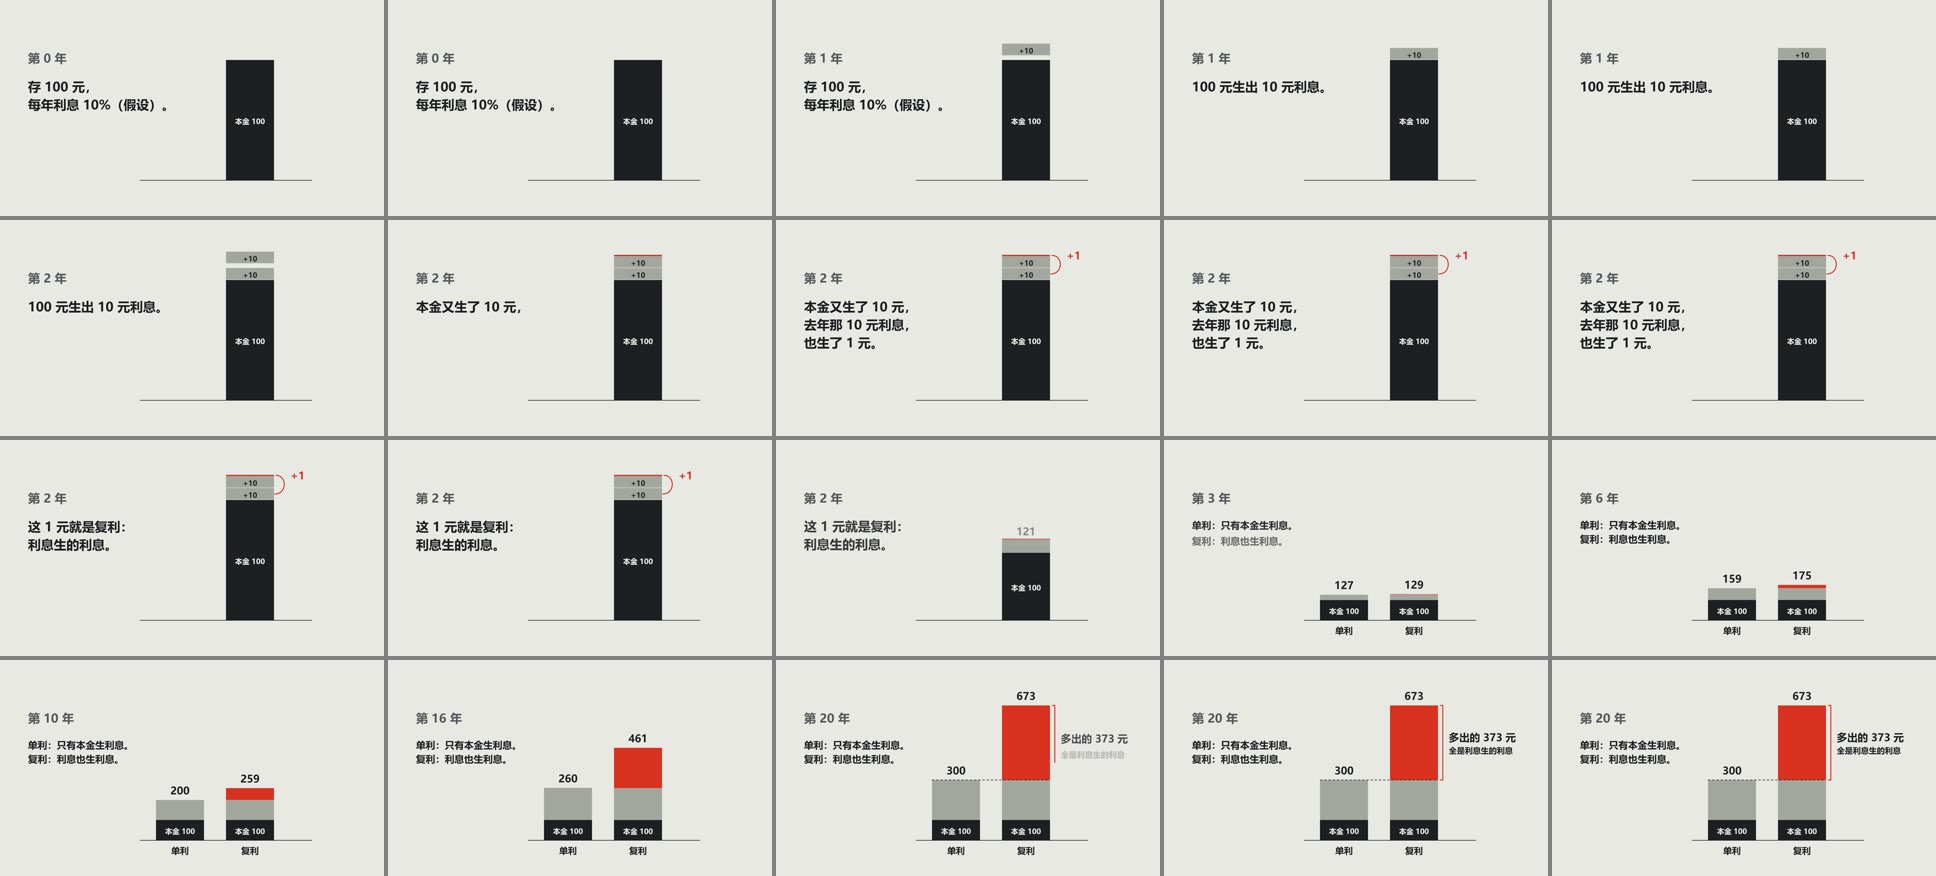 第 0 年
存 100 元，
每年利息 10%（假设）。
本金 100
第 0 年
存 100 元，
每年利息 10%（假设）。
本金 100
第 1 年
存 100 元，
每年利息 10%（假设）。
+10
本金 100
第 1 年
100 元生出 10 元利息。
+10
本金 100
第 1 年
100 元生出 10 元利息。
+10
本金 100
第 2 年
100 元生出 10 元利息。
+10
+10
本金 100
第 2 年
本金又生了 10 元，
+10
+10
本金 100
第 2 年
本金又生了 10 元，
去年那 10 元利息，
也生了 1 元。
+1
+10
+10
本金 100
第 2 年
本金又生了 10 元，
去年那 10 元利息，
也生了 1 元。
+1
+10
+10
本金 100
第 2 年
本金又生了 10 元，
去年那 10 元利息，
也生了 1 元。
+1
+10
+10
本金 100
第 2 年
这 1 元就是复利：
利息生的利息。
+1
+10
+10
本金 100
第 2 年
这 1 元就是复利：
利息生的利息。
+1
+10
+10
本金 100
第 2 年
这 1 元就是复利：
利息生的利息。
121
本金 100
第 3 年
单利：只有本金生利息。
复利：利息也生利息。
127 129
本金 100 本金 100
单利 复利
第 6 年
单利：只有本金生利息。
复利：利息也生利息。
159 175
本金 100 本金 100
单利 复利
第 10 年
单利：只有本金生利息。
复利：利息也生利息。
200 259
本金 100 本金 100
单利 复利
第 16 年
单利：只有本金生利息。
复利：利息也生利息。
260 461
本金 100 本金 100
单利 复利
第 20 年
单利：只有本金生利息。
复利：利息也生利息。
673
多出的 373 元
全是利息生的利息
300
本金 100 本金 100
单利 复利
第 20 年
单利：只有本金生利息。
复利：利息也生利息。
673
多出的 373 元
全是利息生的利息
300
本金 100 本金 100
单利 复利
第 20 年
单利：只有本金生利息。
复利：利息也生利息。
673
多出的 373 元
全是利息生的利息
300
本金 100 本金 100
单利 复利